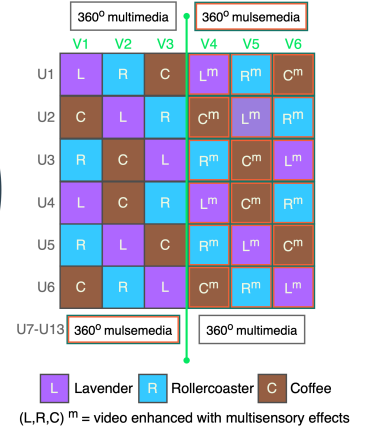 360° multimedia 360° mulsemedia
V1 V2 V3 V4 V5 V6
U1 L R C Lᵐ Rᵐ Cᵐ
U2 C L R Cᵐ Lᵐ Rᵐ
U3 R C L Rᵐ Cᵐ Lᵐ
U4 L C R Lᵐ Cᵐ Rᵐ
U5 R L C Rᵐ Lᵐ Cᵐ
U6 C R L Cᵐ Rᵐ Lᵐ
U7-U13 360° mulsemedia 360° multimedia
L Lavender R Rollercoaster C Coffee
(L,R,C) ᵐ = video enhanced with multisensory effects